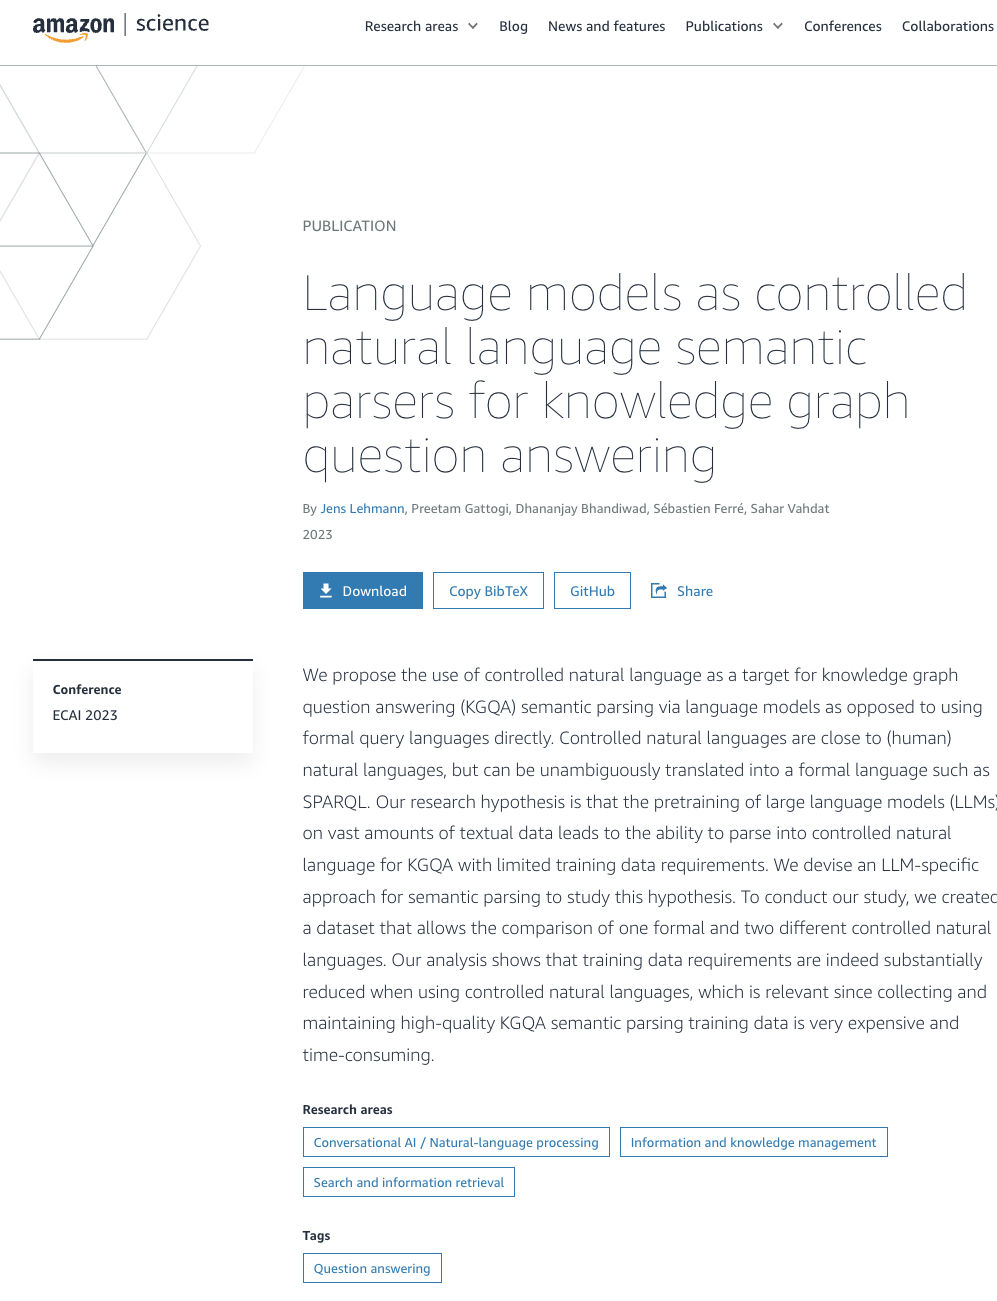 amazon | science
Research areas Blog News and features Publications Conferences Collaborations
PUBLICATION
Language models as controlled
natural language semantic
parsers for knowledge graph
question answering
By Jens Lehmann, Preetam Gattogi, Dhananjay Bhandiwad, Sébastien Ferré, Sahar Vahdat
2023
Download Copy BibTeX GitHub Share
Conference
ECAI 2023
We propose the use of controlled natural language as a target for knowledge graph
question answering (KGQA) semantic parsing via language models as opposed to using
formal query languages directly. Controlled natural languages are close to (human)
natural languages, but can be unambiguously translated into a formal language such as
SPARQL. Our research hypothesis is that the pretraining of large language models (LLMs)
on vast amounts of textual data leads to the ability to parse into controlled natural
language for KGQA with limited training data requirements. We devise an LLM-specific
approach for semantic parsing to study this hypothesis. To conduct our study, we created
a dataset that allows the comparison of one formal and two different controlled natural
languages. Our analysis shows that training data requirements are indeed substantially
reduced when using controlled natural languages, which is relevant since collecting and
maintaining high-quality KGQA semantic parsing training data is very expensive and
time-consuming.
Research areas
Conversational AI / Natural-language processing Information and knowledge management
Search and information retrieval
Tags
Question answering